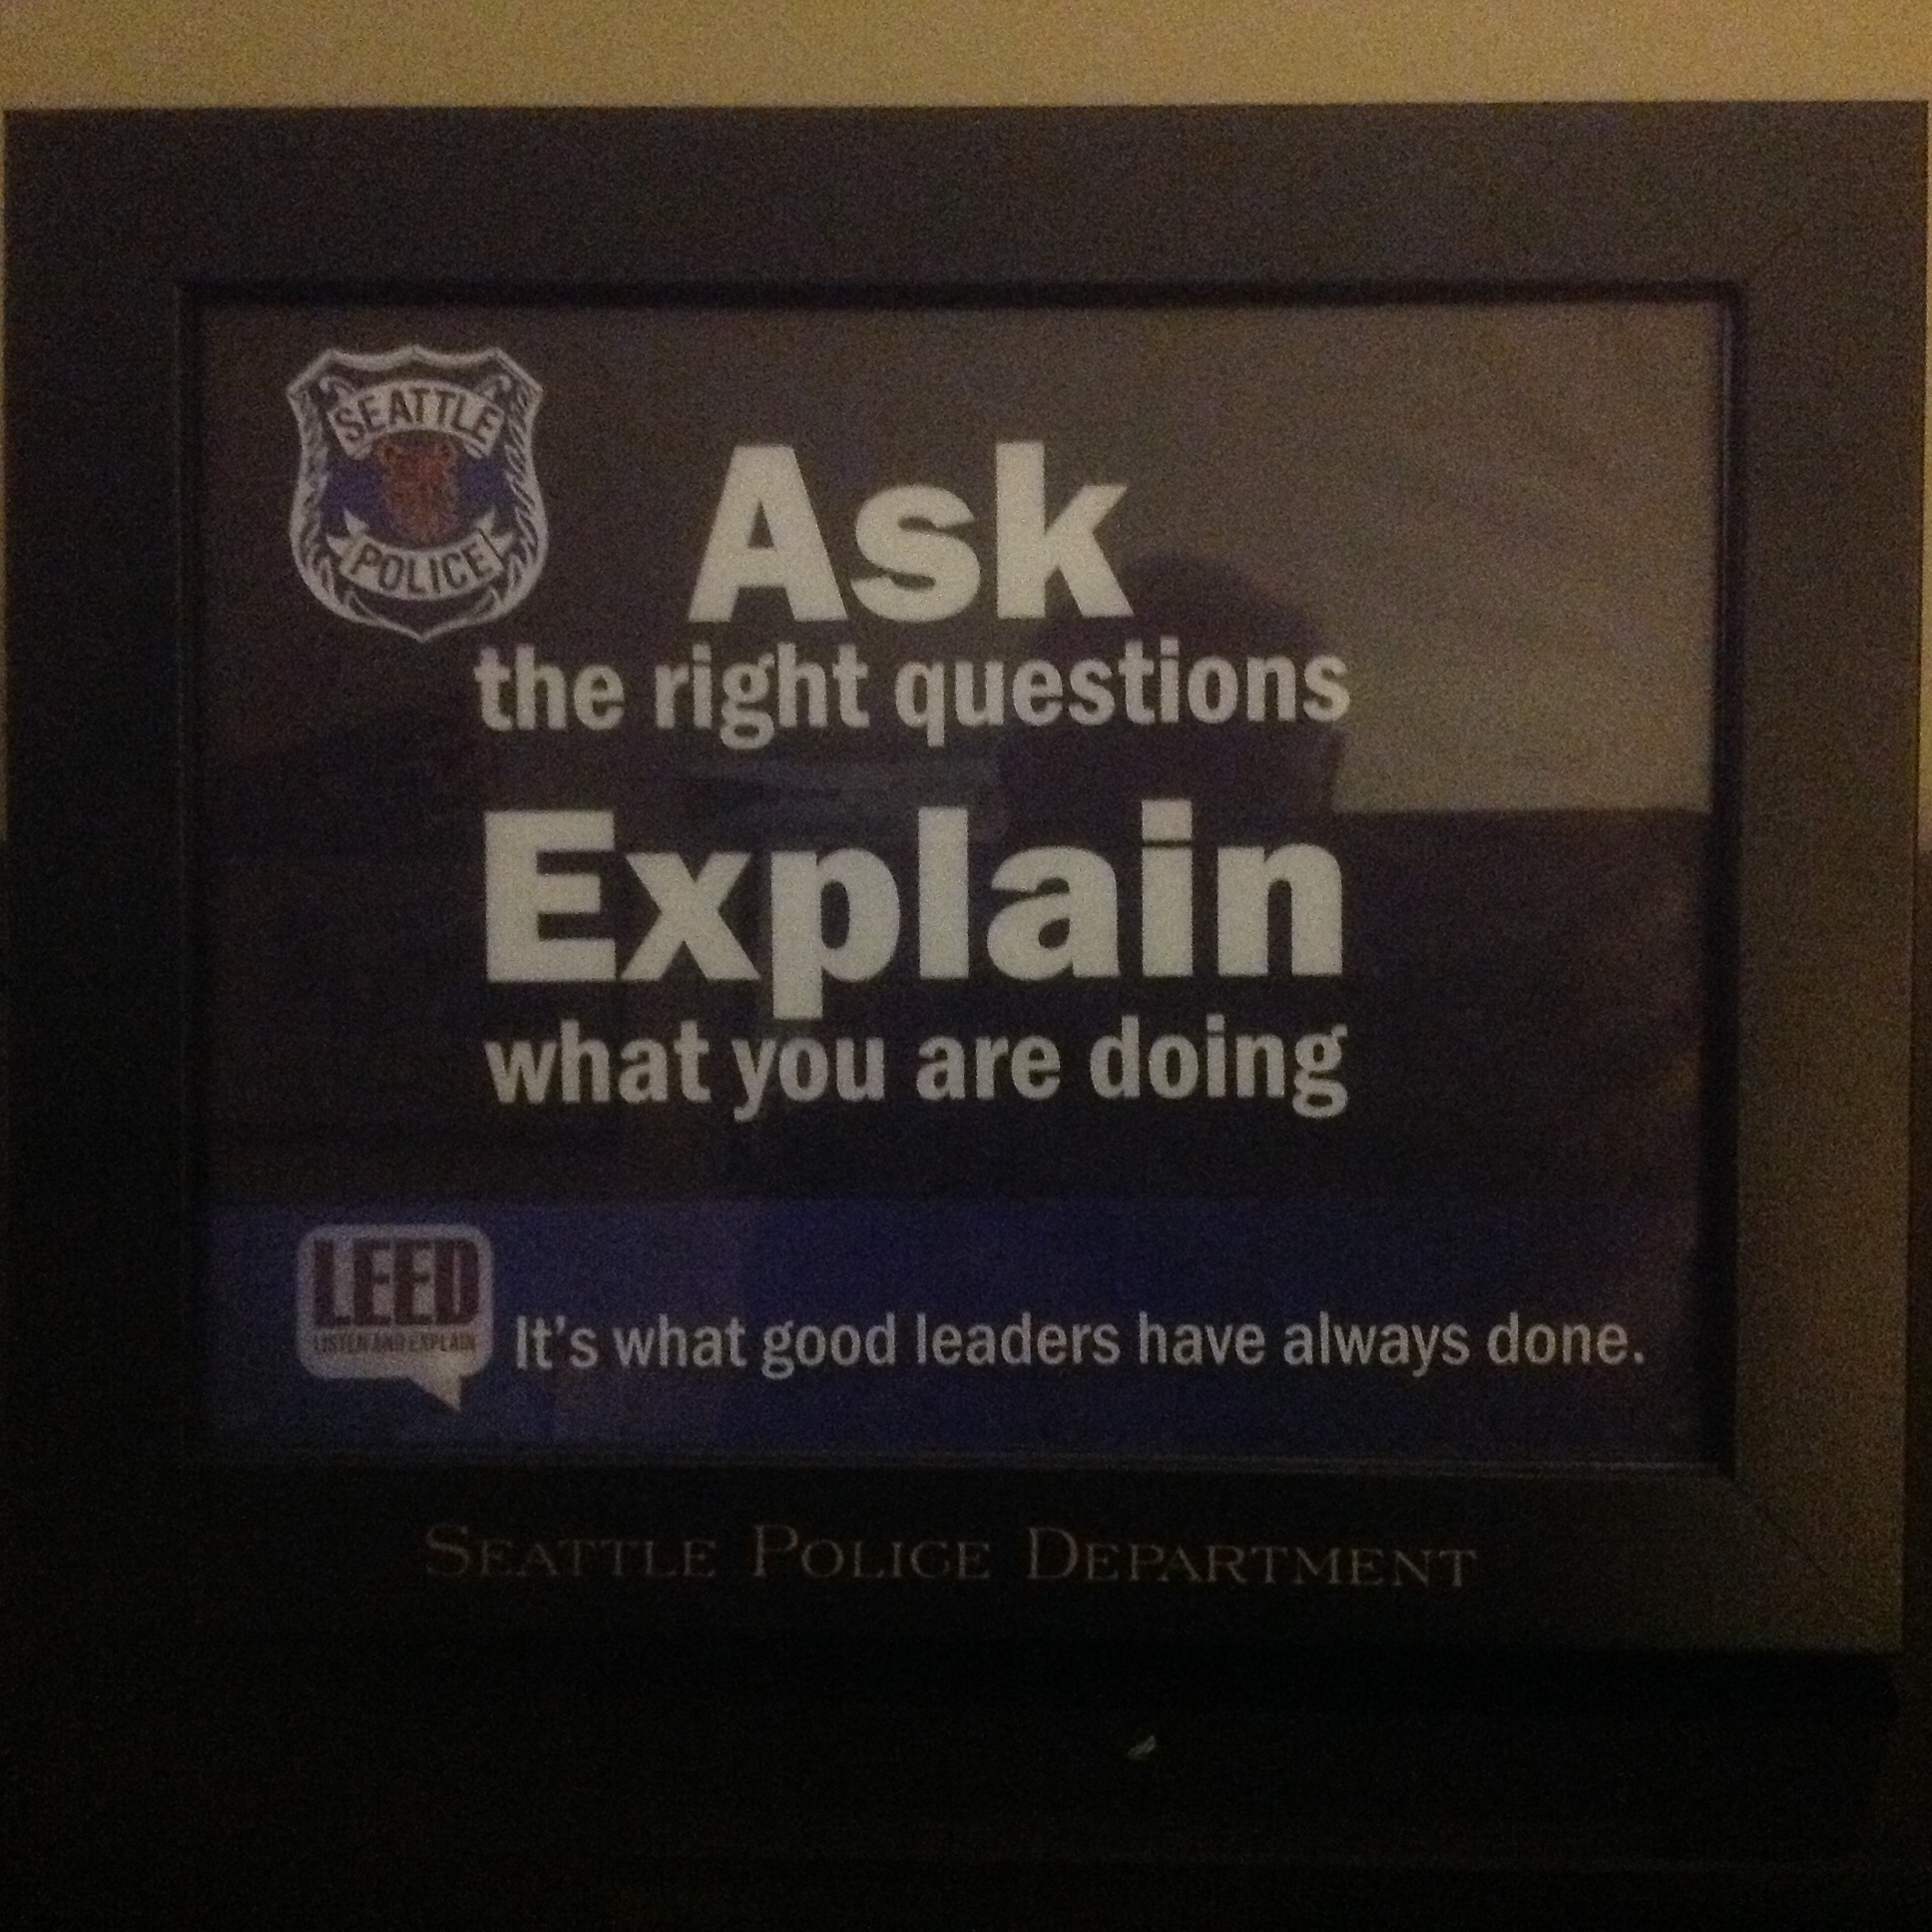 SEATTLE
POLICE
Ask
the right questions
Explain
what you are doing
LEED
LISTEN AND EXPLAIN
It's what good leaders have always done.
SEATTLE POLICE DEPARTMENT